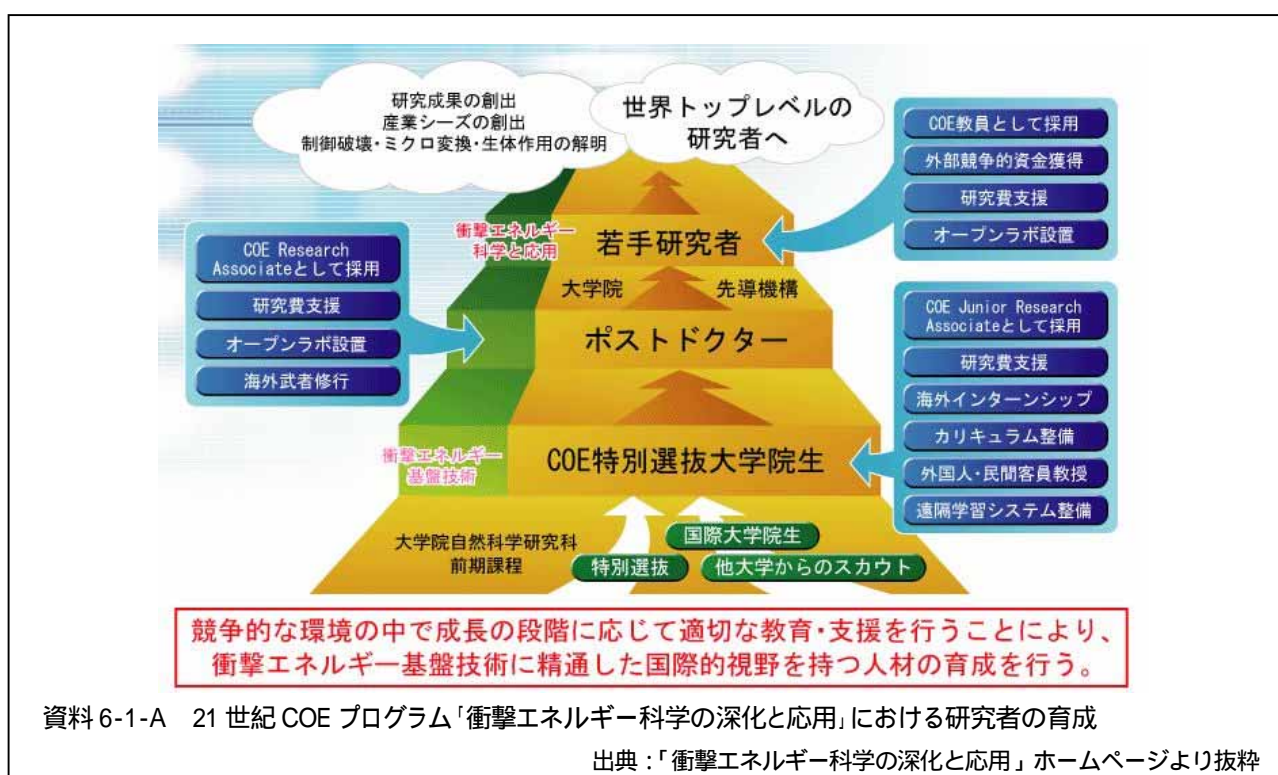 研究成果の創出
産業シーズの創出
制御破壊・ミクロ変換・生体作用の解明
世界トップレベルの
研究者へ
COE教員として採用
外部競争的資金獲得
研究費支援
オープンラボ設置
衝撃エネルギー
科学と応用
若手研究者
大学院 先導機構
COE Research
Associateとして採用
研究費支援
オープンラボ設置
海外武者修行
ポストドクター
COE Junior Research
Associateとして採用
研究費支援
海外インターンシップ
カリキュラム整備
外国人・民間客員教授
遠隔学習システム整備
衝撃エネルギー
基盤技術
COE特別選抜大学院生
大学院自然科学研究科
前期課程
特別選抜
国際大学院生
他大学からのスカウト
競争的な環境の中で成長の段階に応じて適切な教育・支援を行うことにより、
衝撃エネルギー基盤技術に精通した国際的視野を持つ人材の育成を行う。
資料 6-1-A 21 世紀 COE プログラム「衝撃エネルギー科学の深化と応用」における研究者の育成
出典:「衝撃エネルギー科学の深化と応用」ホームページより抜粋